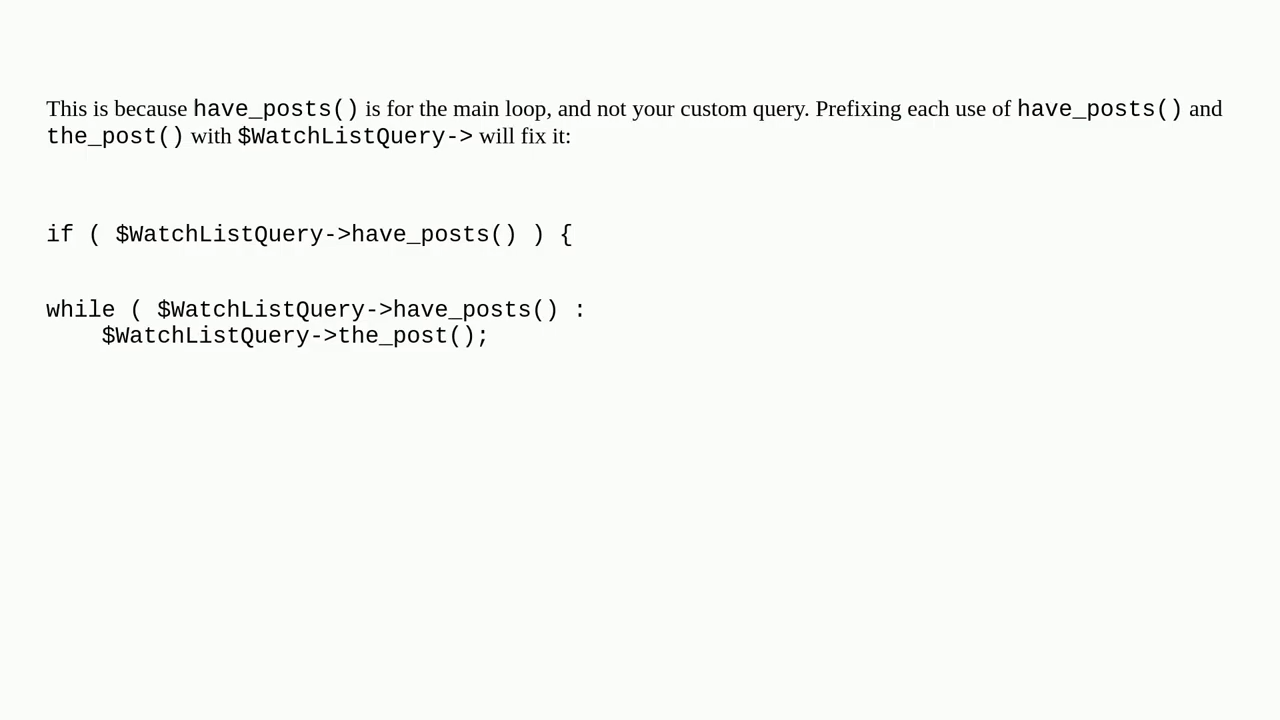 This is because have_posts() is for the main loop, and not your custom query. Prefixing each use of have_posts() and
the_post() with $WatchListQuery-> will fix it:
if ( $WatchListQuery->have_posts() ) {
while ( $WatchListQuery->have_posts() :
    $WatchListQuery->the_post();